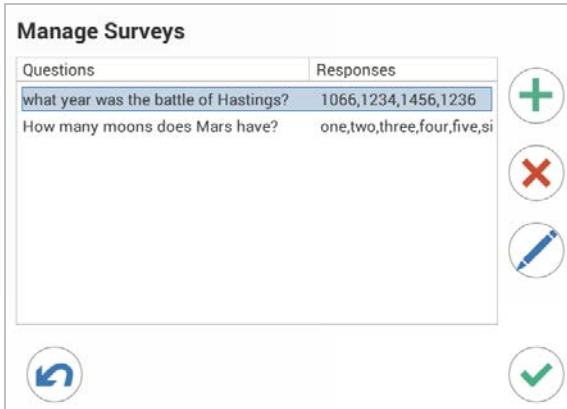 Manage Surveys
Questions Responses
what year was the battle of Hastings? 1066,1234,1456,1236
How many moons does Mars have? one,two,three,four,five,si